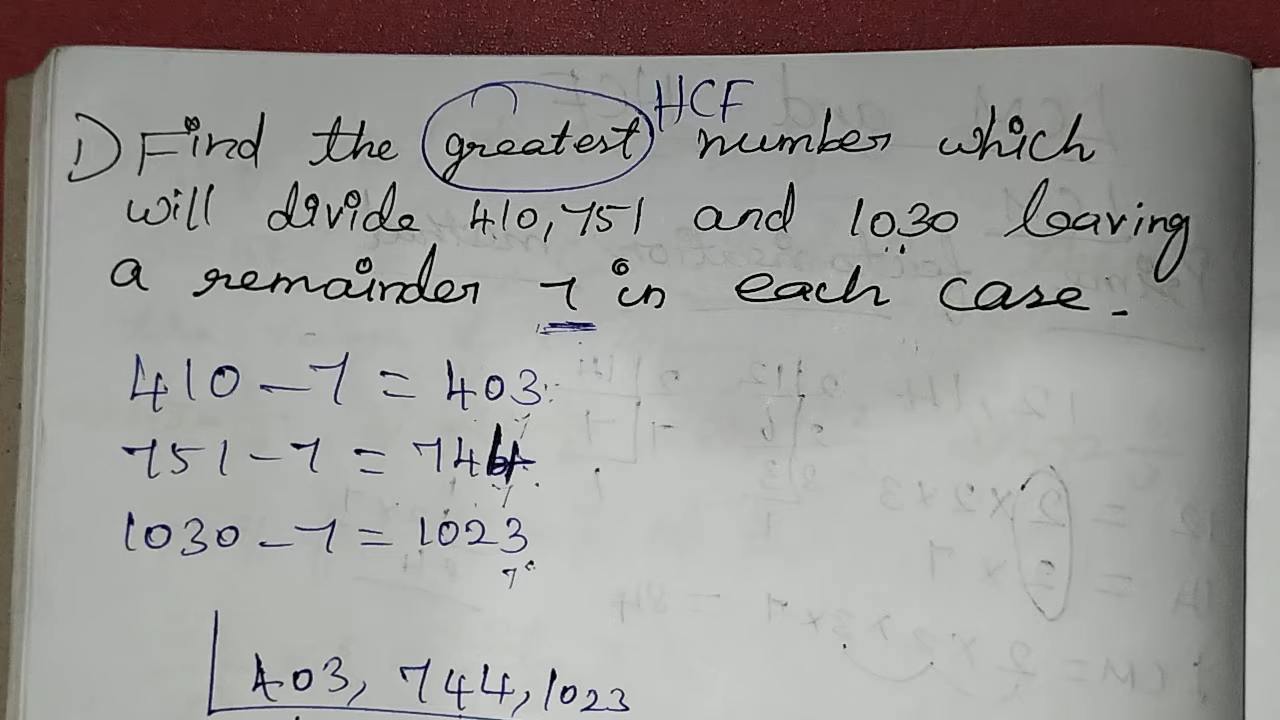 HCF
1) Find the greatest number which
will divide 410, 751 and 1030 leaving
a remainder 7 in each case.
410 - 7 = 403
751 - 7 = 744
1030 - 7 = 1023
7
403, 744, 1023